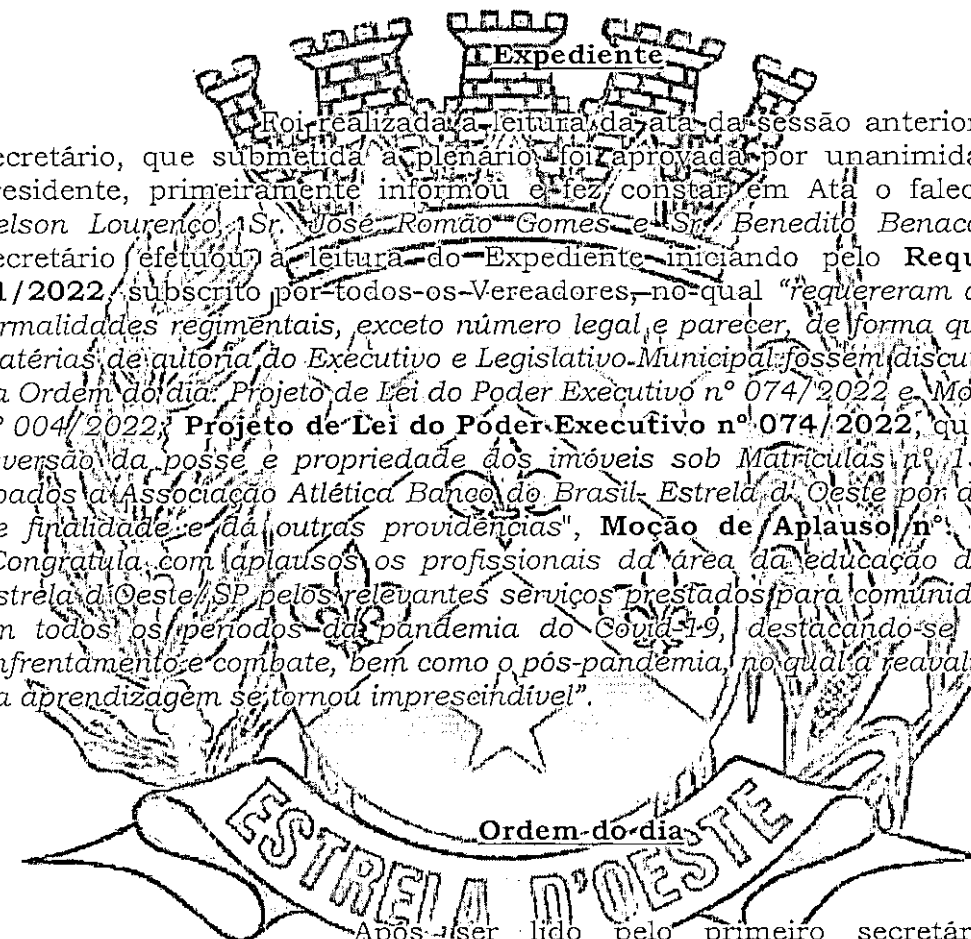 Expediente
Foi realizada a leitura da ata da sessão anterior
ecretário, que submetida a plenário, foi aprovada por unanimida
residente, primeiramente informou e fez constar em Ata o falec
elson Lourenço, Sr. José Romão Gomes e Sr. Benedito Benac
ecretário efetuou a leitura do Expediente iniciando pelo Requ
1/2022, subscrito por todos os Vereadores, no qual "requereram a
rmalidades regimentais, exceto número legal e parecer, de forma qu
atérias de autoria do Executivo e Legislativo Municipal fossem discu
a Ordem do dia: Projeto de Lei do Poder Executivo n° 074/2022 e Mo
° 004/2022, Projeto de Lei do Poder Executivo n° 074/2022, qu
versão da posse e propriedade dos imóveis sob Matrículas n° 1
oados a Associação Atlética Banco do Brasil- Estrela d' Oeste por d
e finalidade e dá outras providências", Moção de Aplauso n°
Congratula com aplausos os profissionais da área da educação d
strela d'Oeste/SP pelos relevantes serviços prestados para comunid
m todos os períodos da pandemia do Covid-19, destacando-se
nfrentamento e combate, bem como o pós-pandemia, no qual a reavali
a aprendizagem se tornou imprescindível".
Ordem do dia
ESTRELA D'OESTE
Após ser lido pelo primeiro secretár